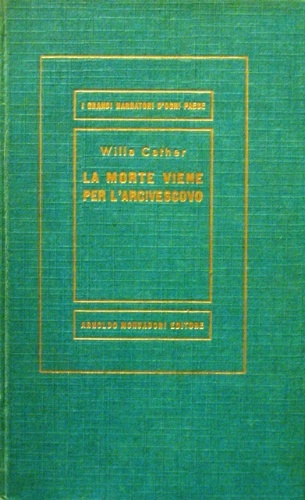 I GRANDI NARRATORI D'OGNI PAESE
Willa Cather
LA MORTE VIENE
PER L'ARCIVESCOVO
ARNOLDO MONDADORI EDITORE